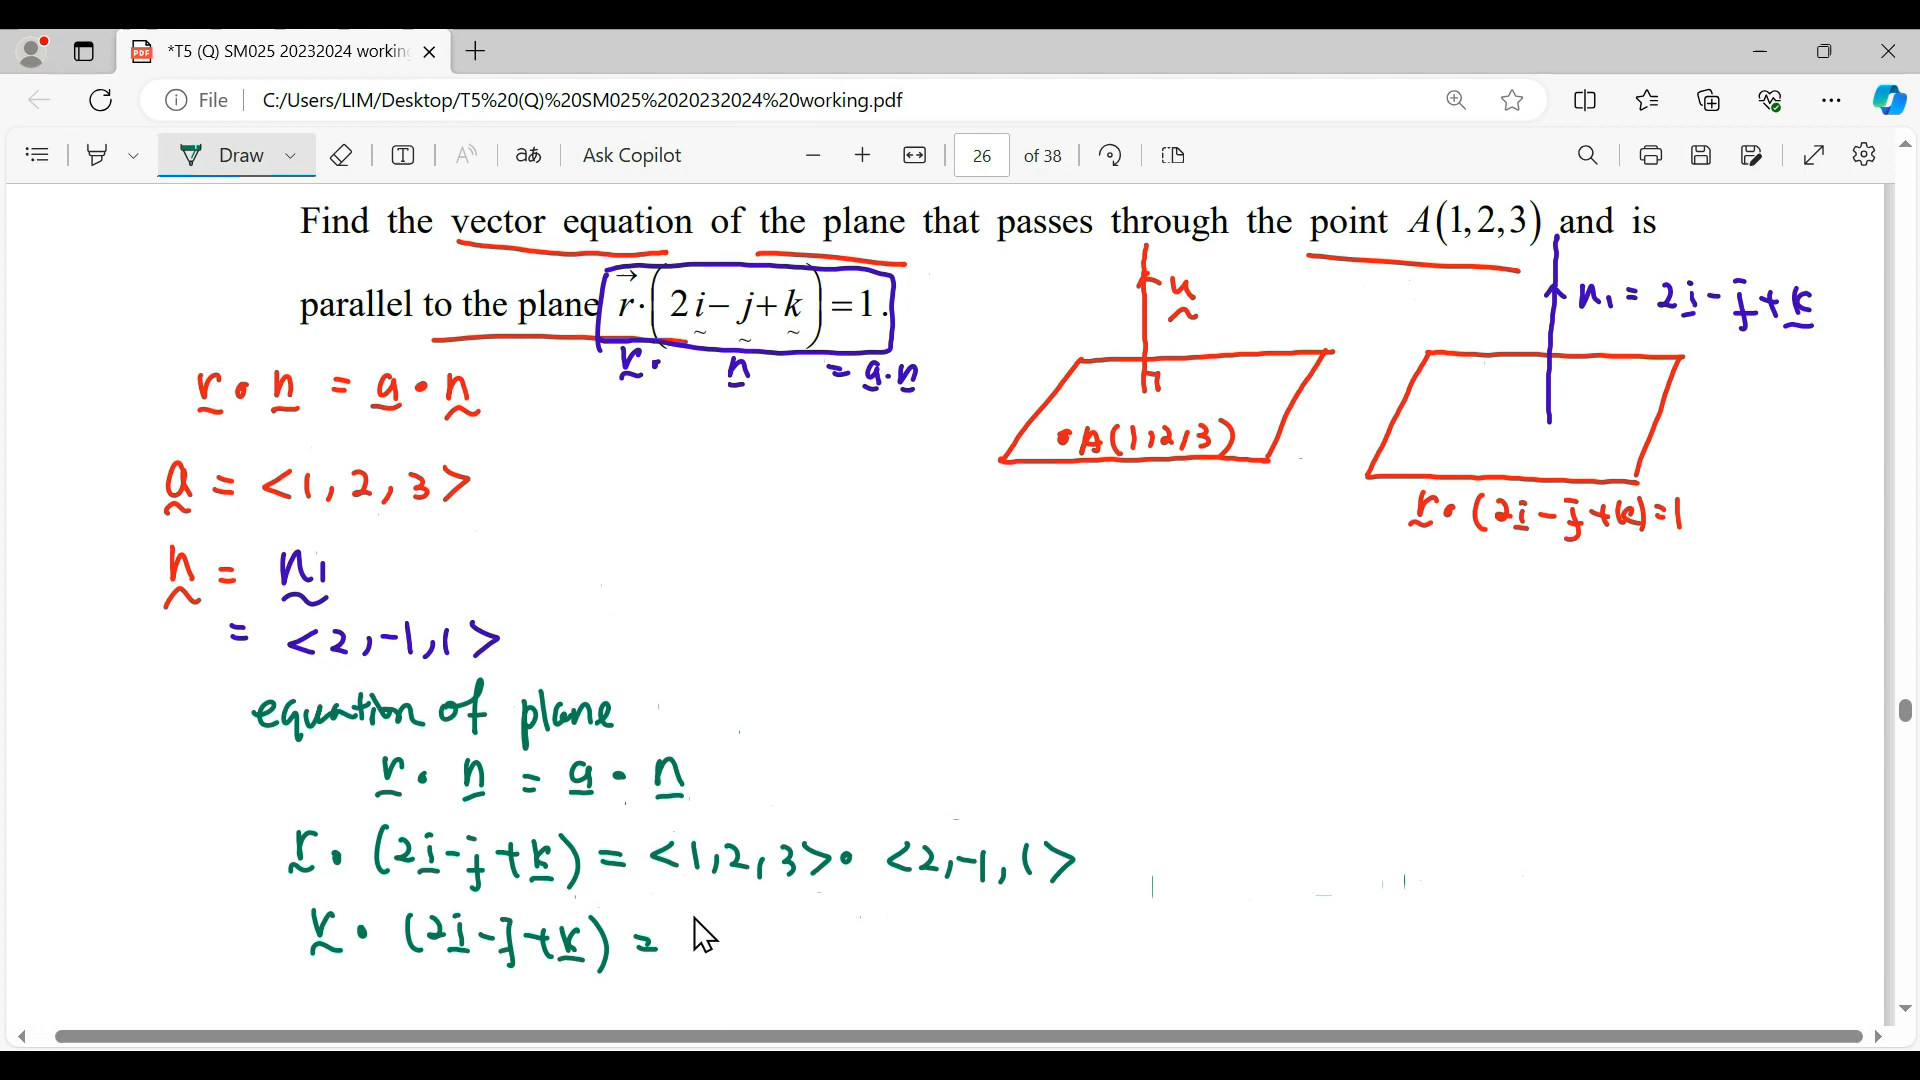 *T5 (Q) SM025 20232024 workin
File C:/Users/LIM/Desktop/T5%20(Q)%20SM025%2020232024%20working.pdf
Draw Ask Copilot 26 of 38
Find the vector equation of the plane that passes through the point A(1,2,3) and is
parallel to the plane r⃗·(2i − j + k) = 1.
r · n = a · n
r · n = a · n
a = <1, 2, 3>
n = n₁
= <2, -1, 1>
equation of plane
r · n = a · n
r · (2i - j + k) = <1, 2, 3> · <2, -1, 1>
r · (2i - j + k) =
n
A(1, 2, 3)
n₁ = 2i - j + k
r · (2i - j + k) = 1